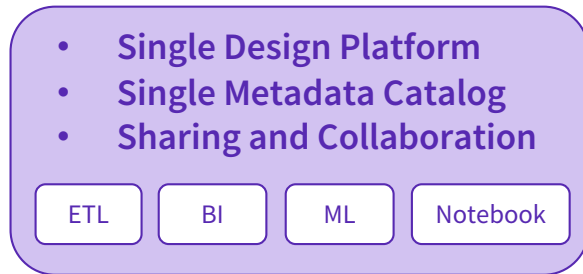 • Single Design Platform
• Single Metadata Catalog
• Sharing and Collaboration
ETL BI ML Notebook